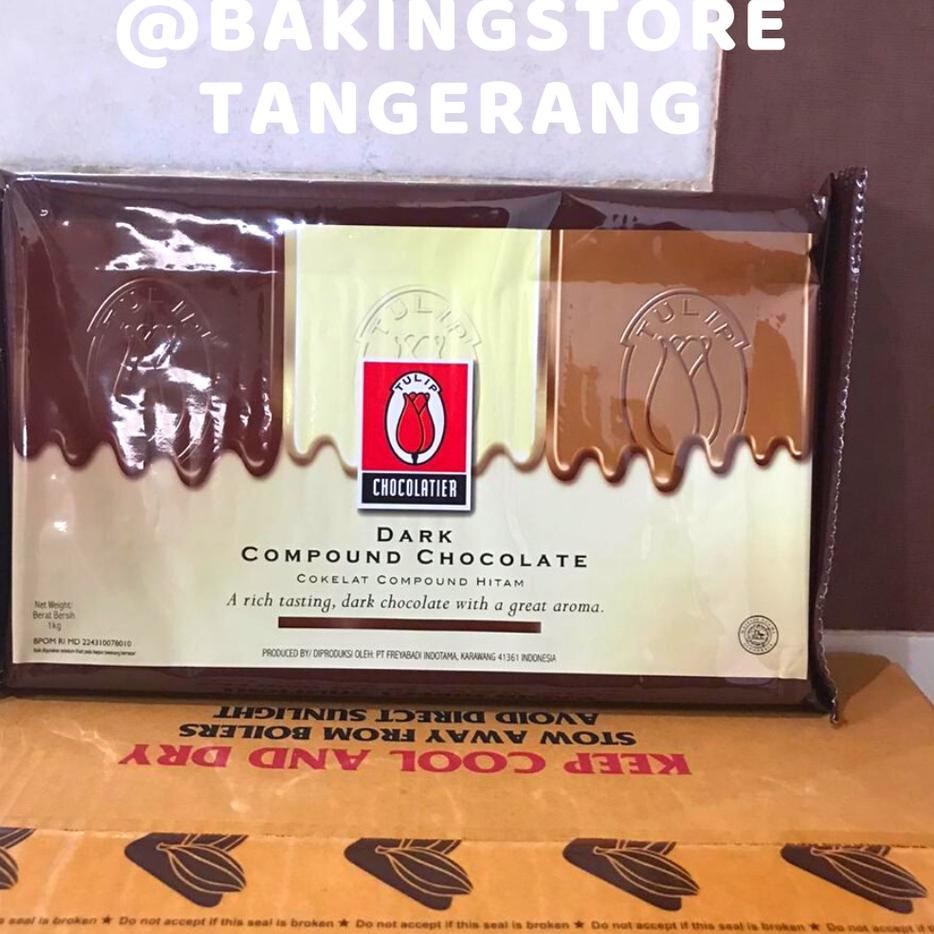 @BAKINGSTORE
TANGERANG
TULIP
TULIP
TULIP
TULIP
CHOCOLATIER
DARK
COMPOUND CHOCOLATE
COKELAT COMPOUND HITAM
A rich tasting, dark chocolate with a great aroma.
Net Weight:
Berat Bersih
1kg
BPOM RI MD 224310078010
PRODUCED BY/ DIPRODUKSI OLEH: PT FREYABADI INDOTAMA, KARAWANG 41361 INDONESIA
KEEP COOL AND DRY
STOW AWAY FROM BOILERS
AVOID DIRECT SUNLIGHT
seal is broken ★ Do not accept if this seal is broken ★ Do not accept if this seal is broken ★ Do not accept if this seal is broken ★ Do not accept if